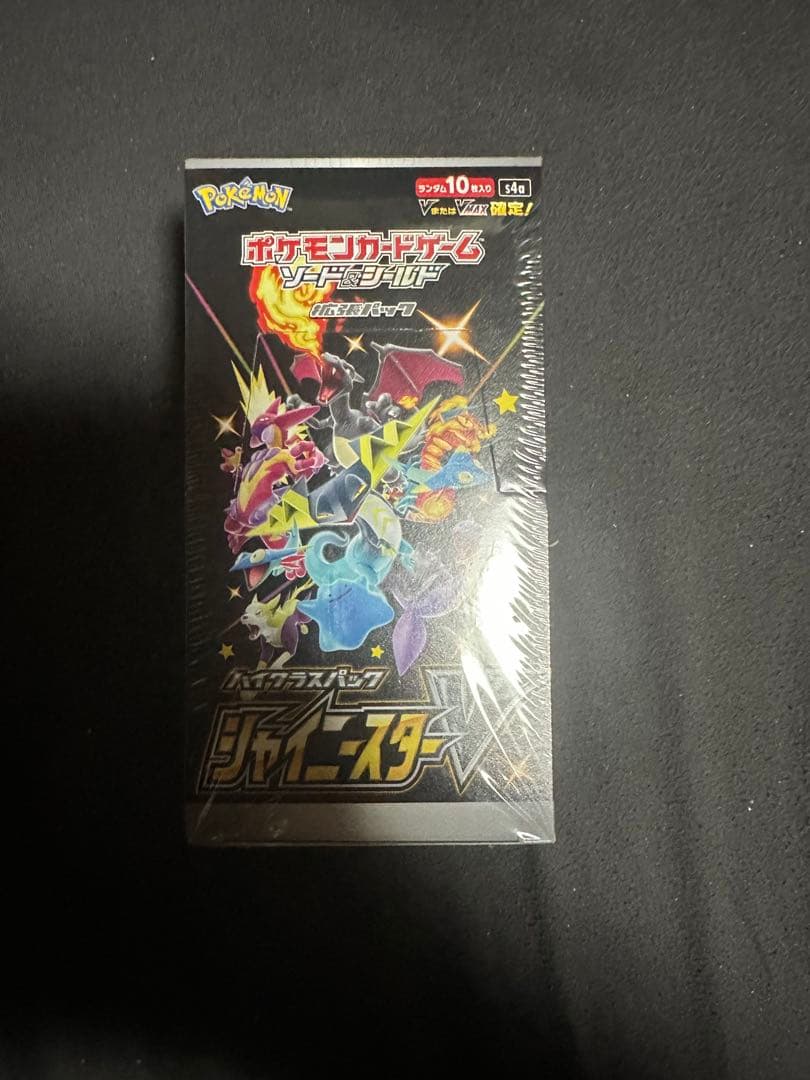 POKÉMON™
ランダム10枚入り s4a
VまたはVMAX確定!
ポケモンカードゲーム
ソード&シールド
拡張パック
ハイクラスパック
シャイニースターV